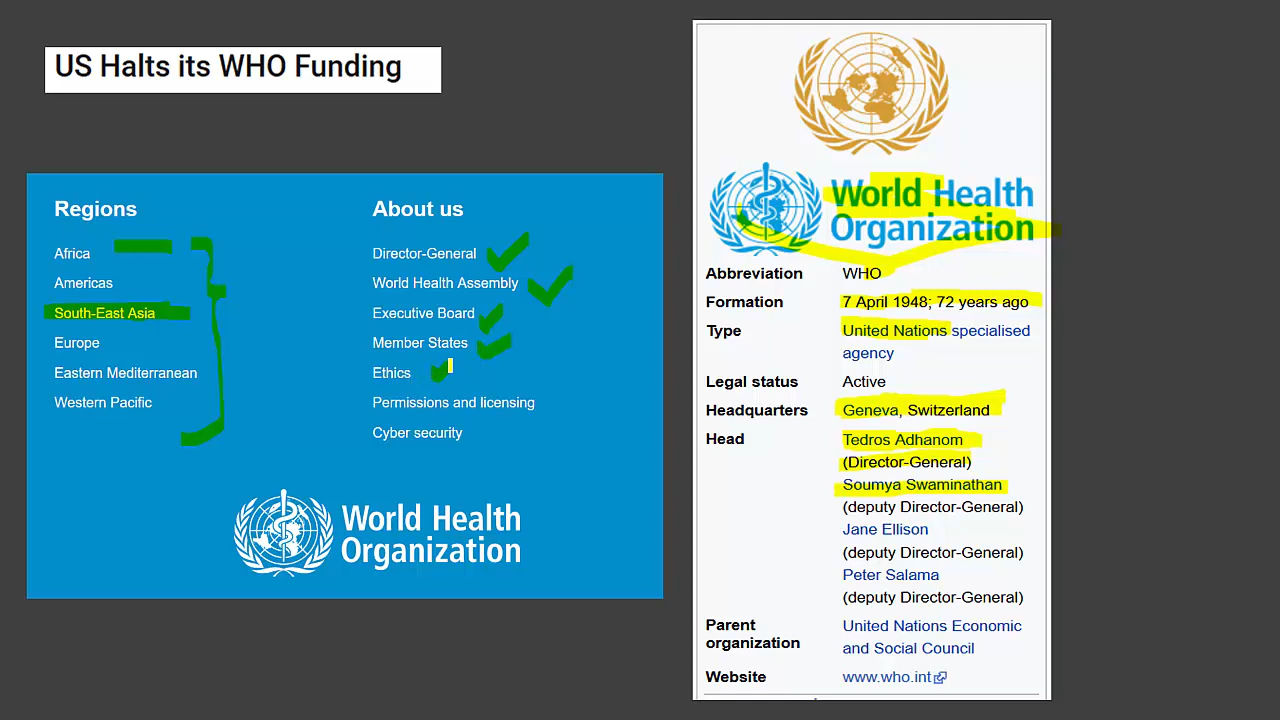 US Halts its WHO Funding
Regions
Africa
Americas
South-East Asia
Europe
Eastern Mediterranean
Western Pacific
About us
Director-General
World Health Assembly
Executive Board
Member States
Ethics
Permissions and licensing
Cyber security
World Health
Organization
World Health
Organization
Abbreviation WHO
Formation 7 April 1948; 72 years ago
Type United Nations specialised
agency
Legal status Active
Headquarters Geneva, Switzerland
Head Tedros Adhanom
(Director-General)
Soumya Swaminathan
(deputy Director-General)
Jane Ellison
(deputy Director-General)
Peter Salama
(deputy Director-General)
Parent organization United Nations Economic
and Social Council
Website www.who.int